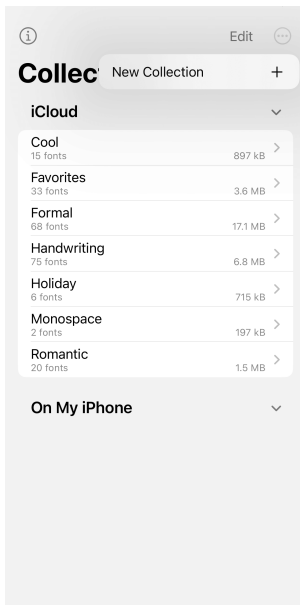 Edit
Collec
New Collection
iCloud
Cool
15 fonts
897 kB
Favorites
33 fonts
3.6 MB
Formal
68 fonts
17.1 MB
Handwriting
75 fonts
6.8 MB
Holiday
6 fonts
715 kB
Monospace
2 fonts
197 kB
Romantic
20 fonts
1.5 MB
On My iPhone